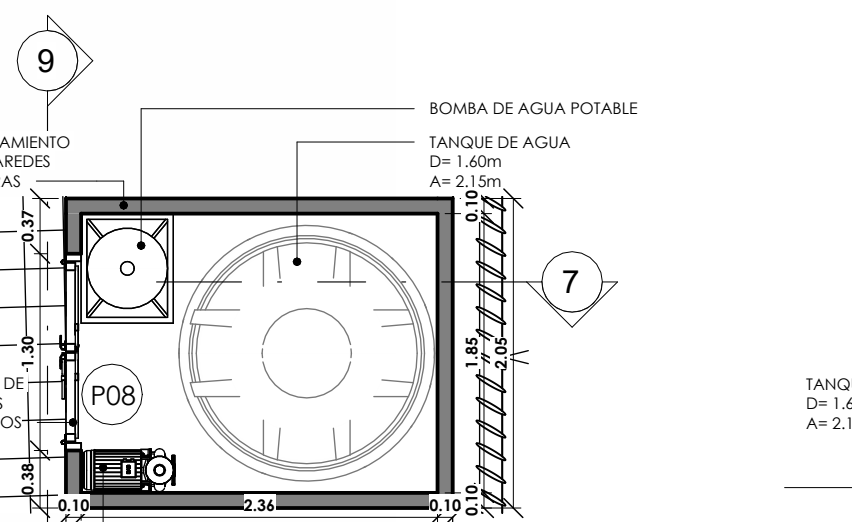 9
BOMBA DE AGUA POTABLE
TANQUE DE AGUA
D= 1.60m
A= 2.15m
AMIENTO
AREDES
AS
0.37
0.10
7
1.30
1.85
2.05
DE
S
OS
P08
TANQU
D= 1.6
A= 2.1
0.38
0.10
2.36
0.10
0.10